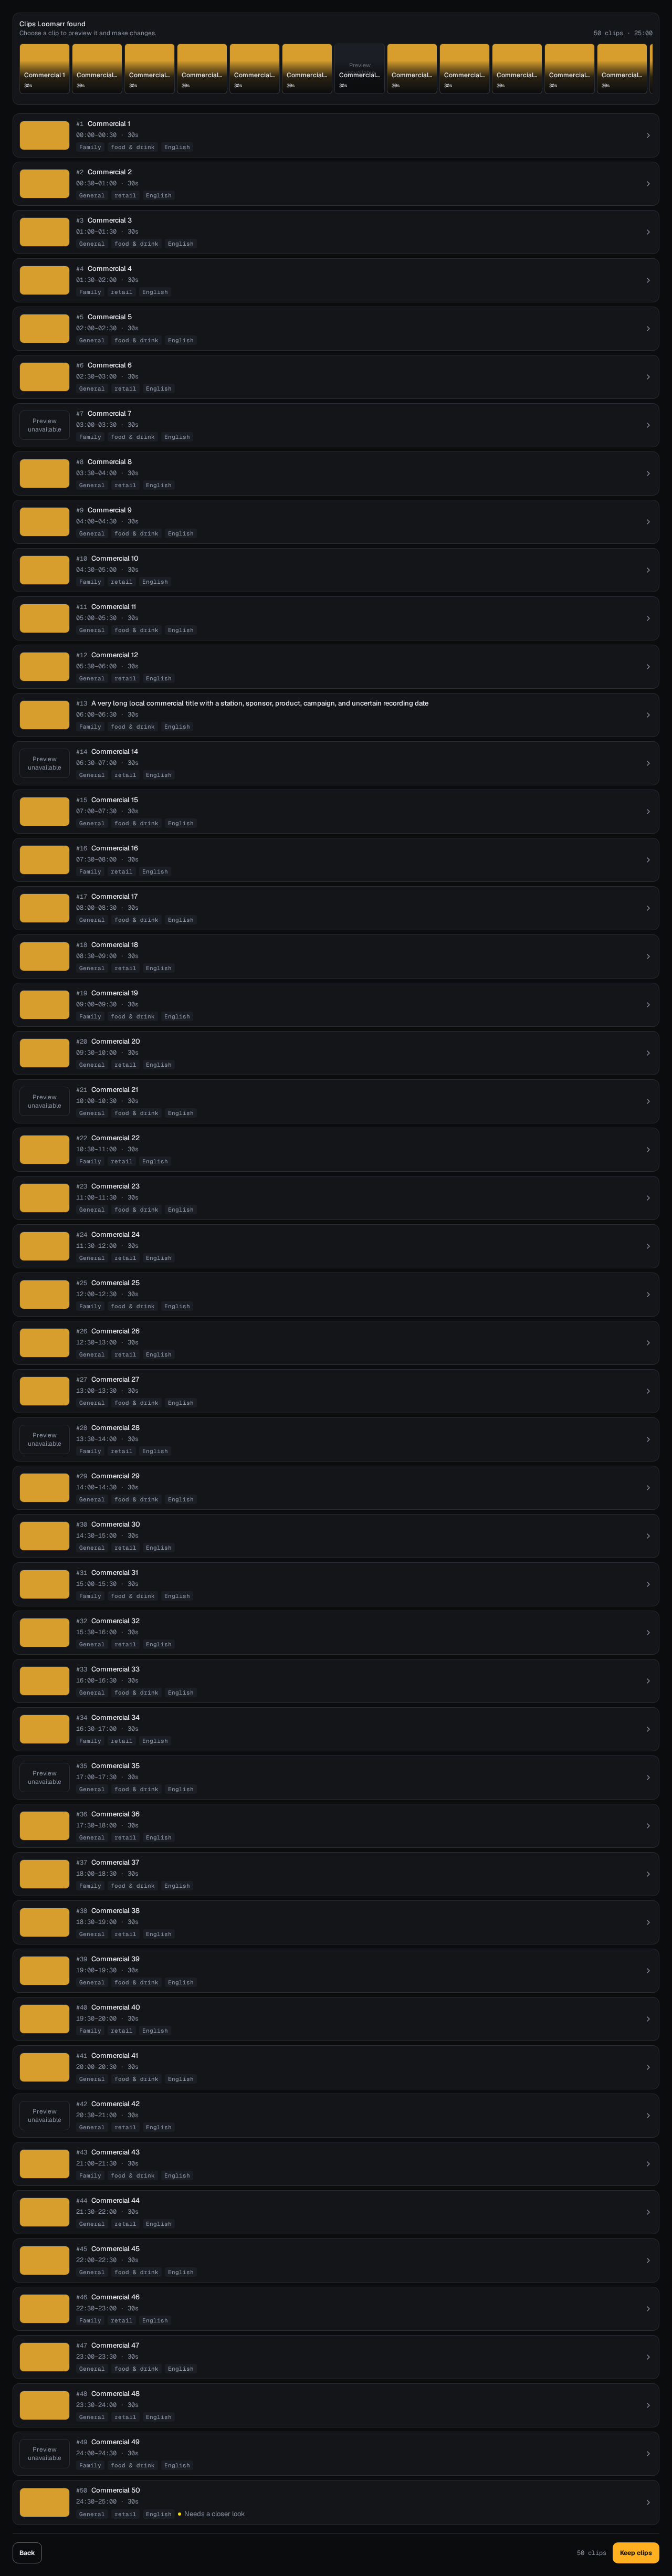 Clips Loomarr found
Choose a clip to preview it and make changes.
50 clips · 25:00
Preview
Commercial 1 Commercial… Commercial… Commercial… Commercial… Commercial… Commercial… Commercial… Commercial… Commercial… Commercial… Commercial…
30s 30s 30s 30s 30s 30s 30s 30s 30s 30s 30s 30s
#1 Commercial 1
00:00–00:30 · 30s
Family food & drink English
#2 Commercial 2
00:30–01:00 · 30s
General retail English
#3 Commercial 3
01:00–01:30 · 30s
General food & drink English
#4 Commercial 4
01:30–02:00 · 30s
Family retail English
#5 Commercial 5
02:00–02:30 · 30s
General food & drink English
#6 Commercial 6
02:30–03:00 · 30s
General retail English
Preview
unavailable
#7 Commercial 7
03:00–03:30 · 30s
Family food & drink English
#8 Commercial 8
03:30–04:00 · 30s
General retail English
#9 Commercial 9
04:00–04:30 · 30s
General food & drink English
#10 Commercial 10
04:30–05:00 · 30s
Family retail English
#11 Commercial 11
05:00–05:30 · 30s
General food & drink English
#12 Commercial 12
05:30–06:00 · 30s
General retail English
#13 A very long local commercial title with a station, sponsor, product, campaign, and uncertain recording date
06:00–06:30 · 30s
Family food & drink English
Preview
unavailable
#14 Commercial 14
06:30–07:00 · 30s
General retail English
#15 Commercial 15
07:00–07:30 · 30s
General food & drink English
#16 Commercial 16
07:30–08:00 · 30s
Family retail English
#17 Commercial 17
08:00–08:30 · 30s
General food & drink English
#18 Commercial 18
08:30–09:00 · 30s
General retail English
#19 Commercial 19
09:00–09:30 · 30s
Family food & drink English
#20 Commercial 20
09:30–10:00 · 30s
General retail English
Preview
unavailable
#21 Commercial 21
10:00–10:30 · 30s
General food & drink English
#22 Commercial 22
10:30–11:00 · 30s
Family retail English
#23 Commercial 23
11:00–11:30 · 30s
General food & drink English
#24 Commercial 24
11:30–12:00 · 30s
General retail English
#25 Commercial 25
12:00–12:30 · 30s
Family food & drink English
#26 Commercial 26
12:30–13:00 · 30s
General retail English
#27 Commercial 27
13:00–13:30 · 30s
General food & drink English
Preview
unavailable
#28 Commercial 28
13:30–14:00 · 30s
Family retail English
#29 Commercial 29
14:00–14:30 · 30s
General food & drink English
#30 Commercial 30
14:30–15:00 · 30s
General retail English
#31 Commercial 31
15:00–15:30 · 30s
Family food & drink English
#32 Commercial 32
15:30–16:00 · 30s
General retail English
#33 Commercial 33
16:00–16:30 · 30s
General food & drink English
#34 Commercial 34
16:30–17:00 · 30s
Family retail English
Preview
unavailable
#35 Commercial 35
17:00–17:30 · 30s
General food & drink English
#36 Commercial 36
17:30–18:00 · 30s
General retail English
#37 Commercial 37
18:00–18:30 · 30s
Family food & drink English
#38 Commercial 38
18:30–19:00 · 30s
General retail English
#39 Commercial 39
19:00–19:30 · 30s
General food & drink English
#40 Commercial 40
19:30–20:00 · 30s
Family retail English
#41 Commercial 41
20:00–20:30 · 30s
General food & drink English
Preview
unavailable
#42 Commercial 42
20:30–21:00 · 30s
General retail English
#43 Commercial 43
21:00–21:30 · 30s
Family food & drink English
#44 Commercial 44
21:30–22:00 · 30s
General retail English
#45 Commercial 45
22:00–22:30 · 30s
General food & drink English
#46 Commercial 46
22:30–23:00 · 30s
Family retail English
#47 Commercial 47
23:00–23:30 · 30s
General food & drink English
#48 Commercial 48
23:30–24:00 · 30s
General retail English
Preview
unavailable
#49 Commercial 49
24:00–24:30 · 30s
Family food & drink English
#50 Commercial 50
24:30–25:00 · 30s
General retail English Needs a closer look
Back
50 clips
Keep clips